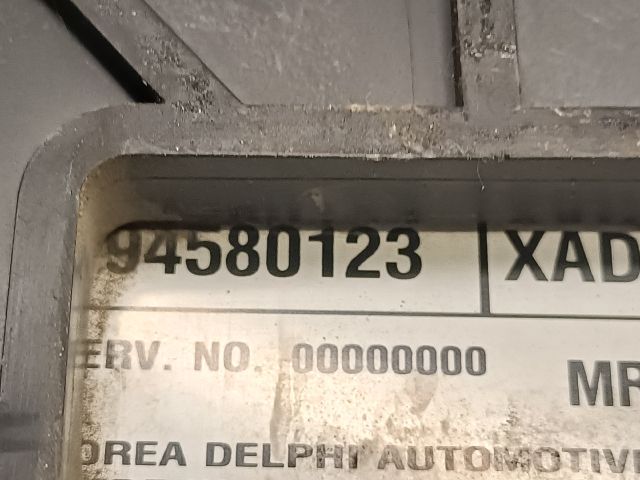 94580123 XAD
ERV. NO. 00000000
MR
OREA DELPHI AUTOMOTIVE